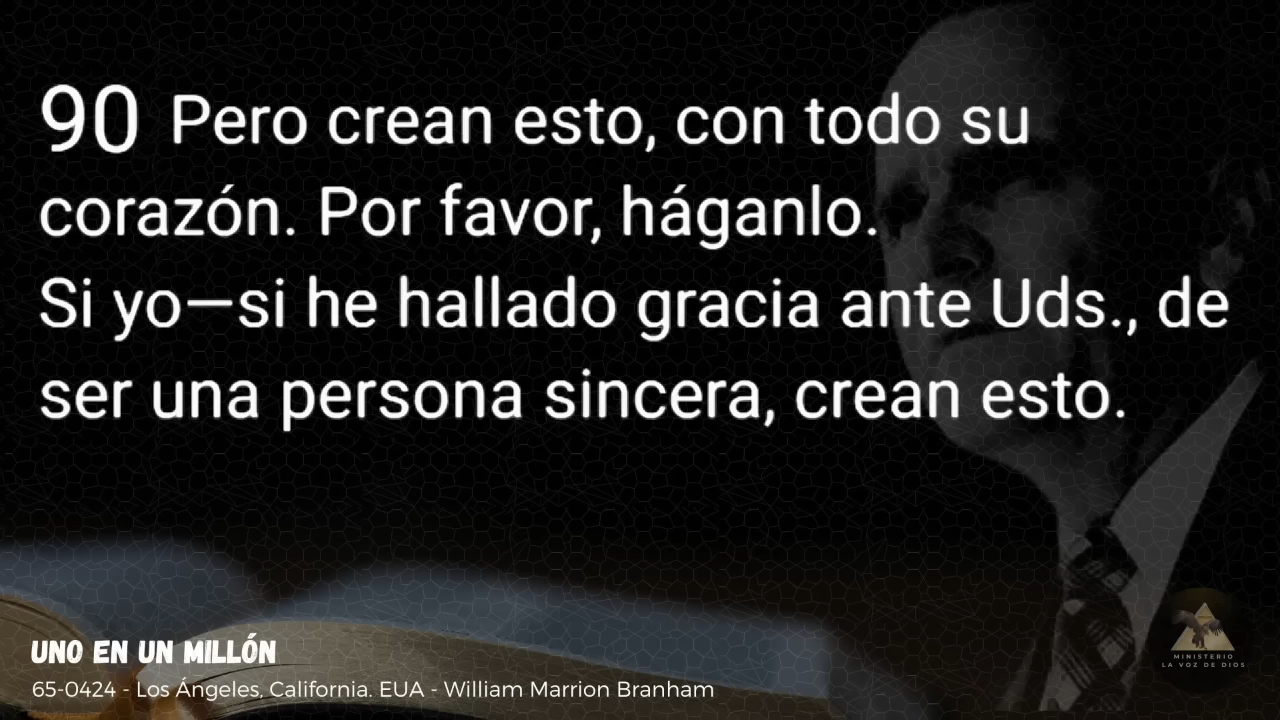 90 Pero crean esto, con todo su
corazón. Por favor, háganlo.
Si yo—si he hallado gracia ante Uds., de
ser una persona sincera, crean esto.
UNO EN UN MILLÓN
65-0424 - Los Ángeles, California. EUA - William Marrion Branham
MINISTERIO
LA VOZ DE DIOS